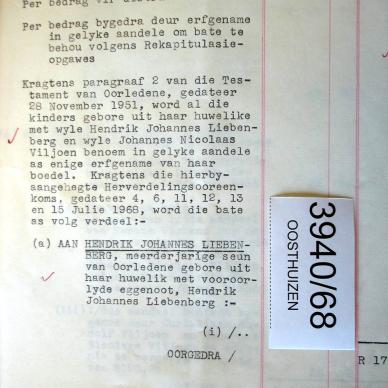 Per bedrag
Per bedrag bygedra deur erfgename
in gelyke aandele om bate te
behou volgens Rekapitulasie-
opgawes
Kragtens paragraaf 2 van die Tes-
tament van Oorledene, gedateer
28 November 1951, word al die
kinders gebore uit haar huwelike
met wyle Hendrik Johannes Lieben-
berg en wyle Johannes Nicolaas
Viljoen benoem in gelyke aandele
as enige erfgename van haar
boedel. Kragtens die hierby-
aangehegte Herverdelingsooreen-
koms, gedateer 4, 6, 11, 12, 13
en 15 Julie 1968, word die bate
as volg verdeel:-
(a) AAN HENDRIK JOHANNES LIEBEN-
BERG, meerderjarige seun
van Oorledene gebore uit
haar huwelik met vooroor-
lyde eggenoot, Hendrik
Johannes Liebenberg :-
(i) /..
OORGEDRA /
3940/68
OOSTHUIZEN
R 17